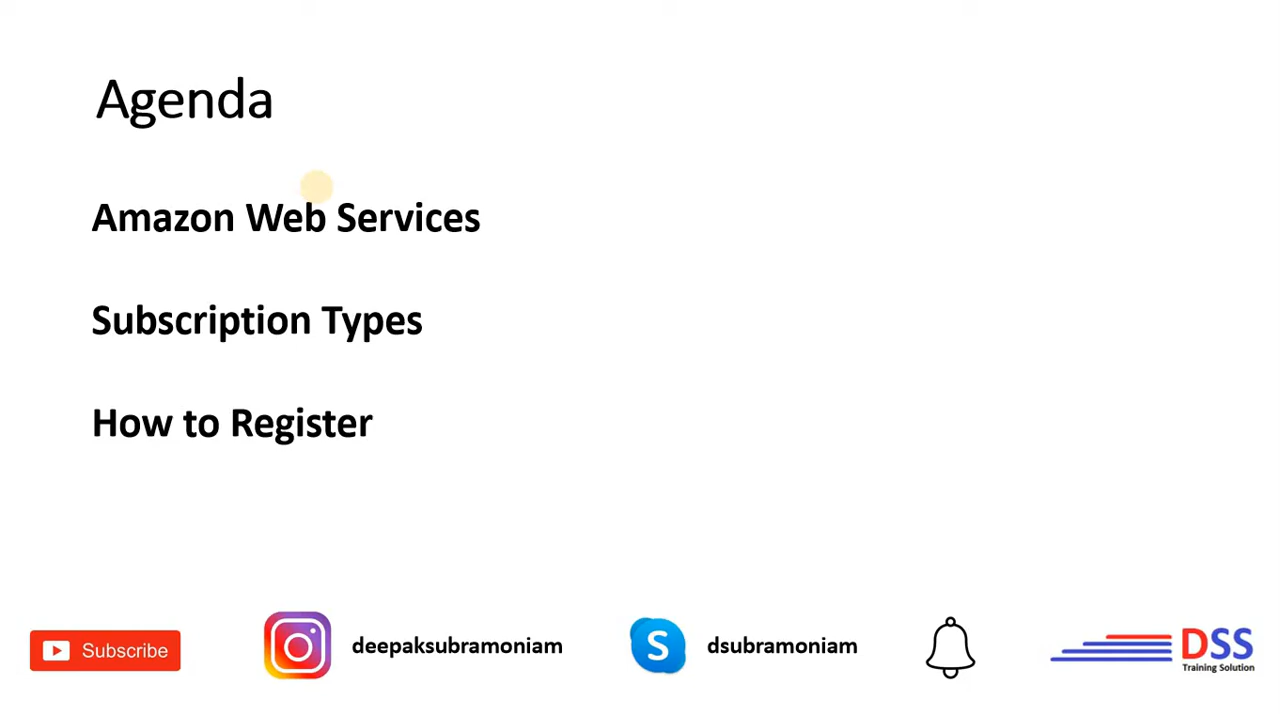 Agenda
Amazon Web Services
Subscription Types
How to Register
Subscribe
deepaksubramoniam
S
dsubramoniam
DSS
Training Solution